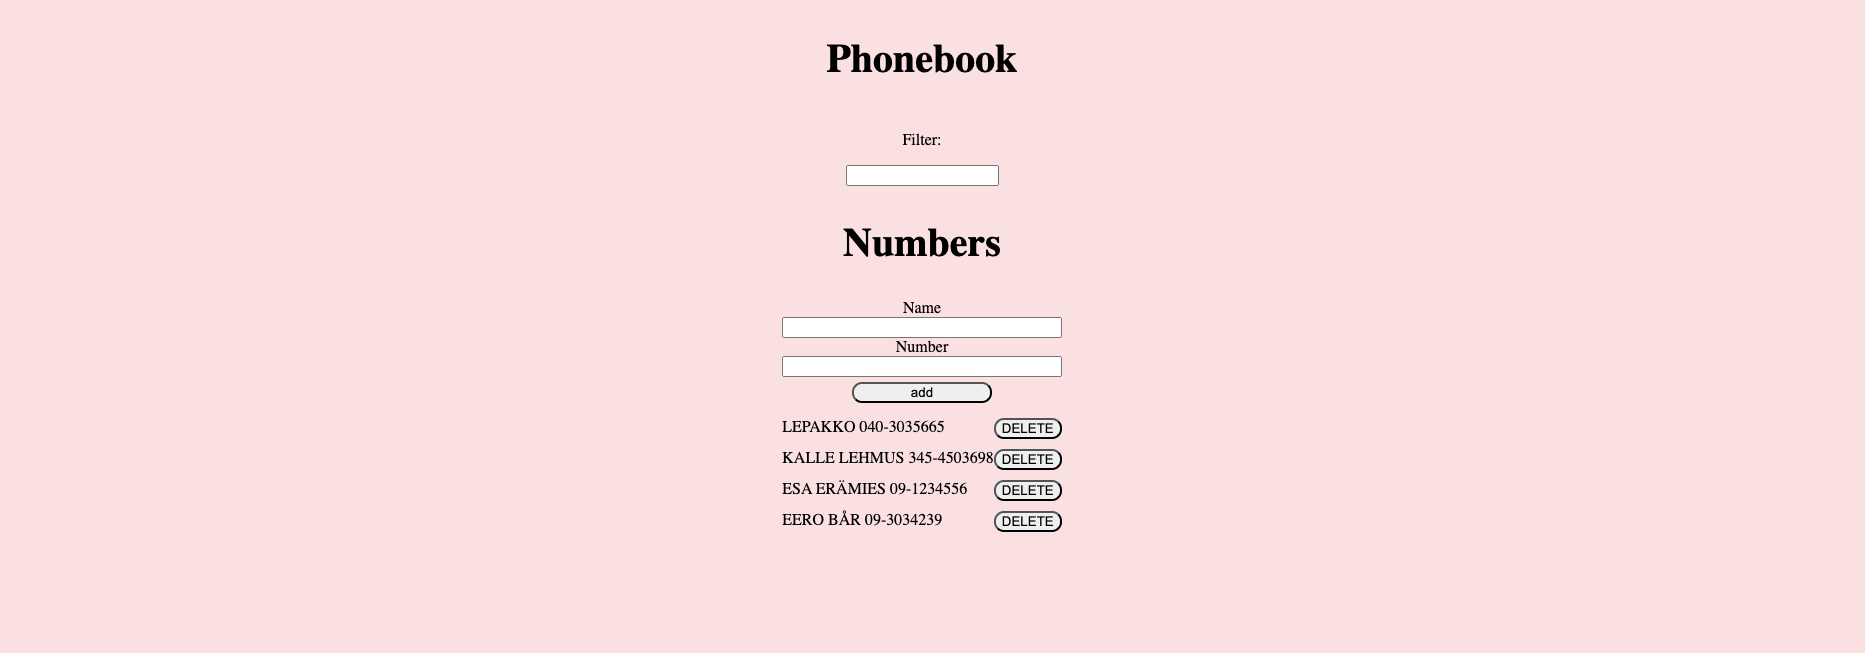 Phonebook
Filter:
Numbers
Name
Number
add
LEPAKKO 040-3035665 DELETE
KALLE LEHMUS 345-4503698 DELETE
ESA ERÄMIES 09-1234556 DELETE
EERO BÅR 09-3034239 DELETE